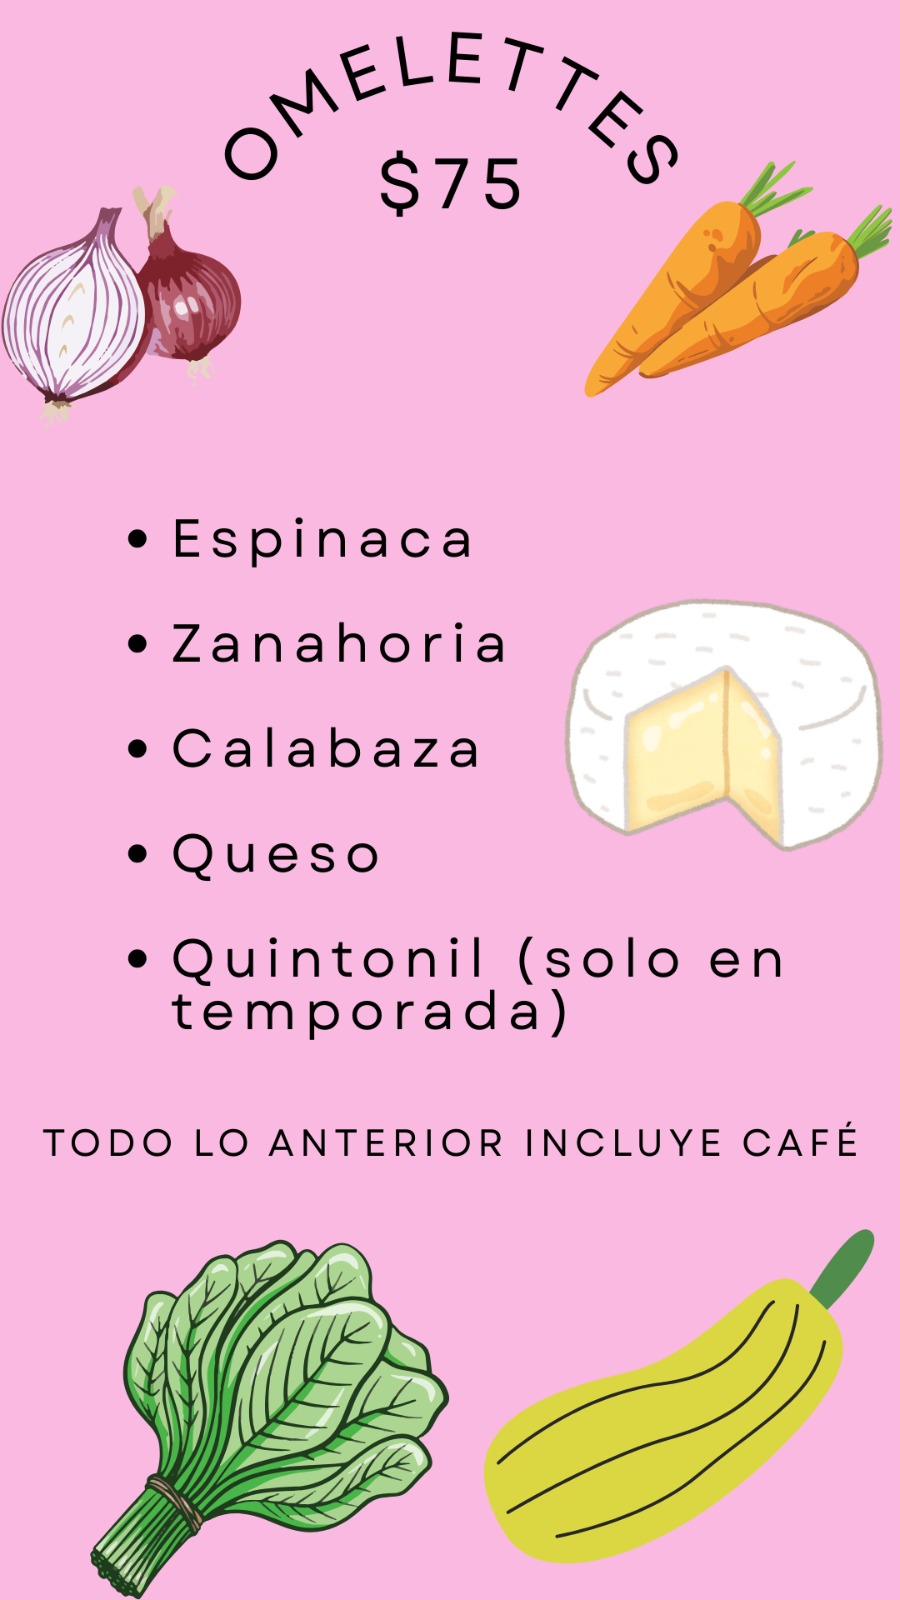 OMELETTES
$75
• Espinaca
• Zanahoria
• Calabaza
• Queso
• Quintonil (solo en
temporada)
TODO LO ANTERIOR INCLUYE CAFÉ